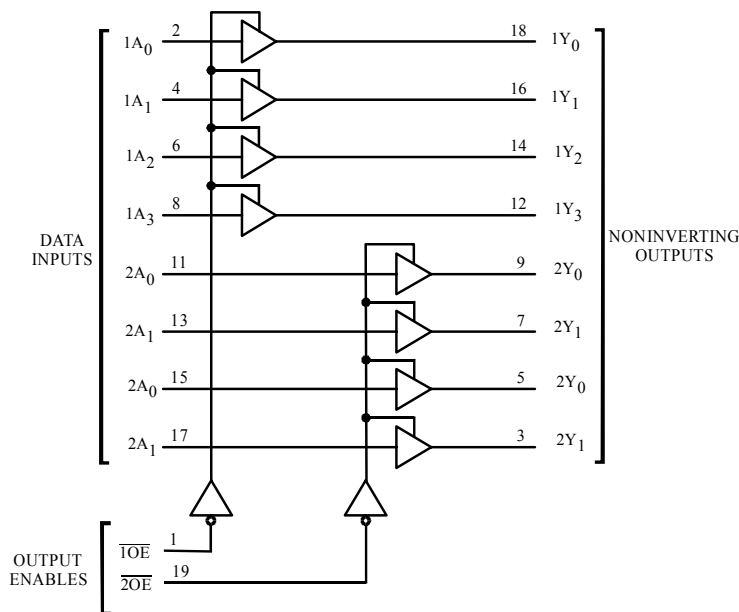 1A0 2 18 1Y0
1A1 4 16 1Y1
1A2 6 14 1Y2
1A3 8 12 1Y3
DATA
INPUTS
NONINVERTING
OUTPUTS
2A0 11 9 2Y0
2A1 13 7 2Y1
2A0 15 5 2Y0
2A1 17 3 2Y1
OUTPUT
ENABLES
1OE 1
2OE 19